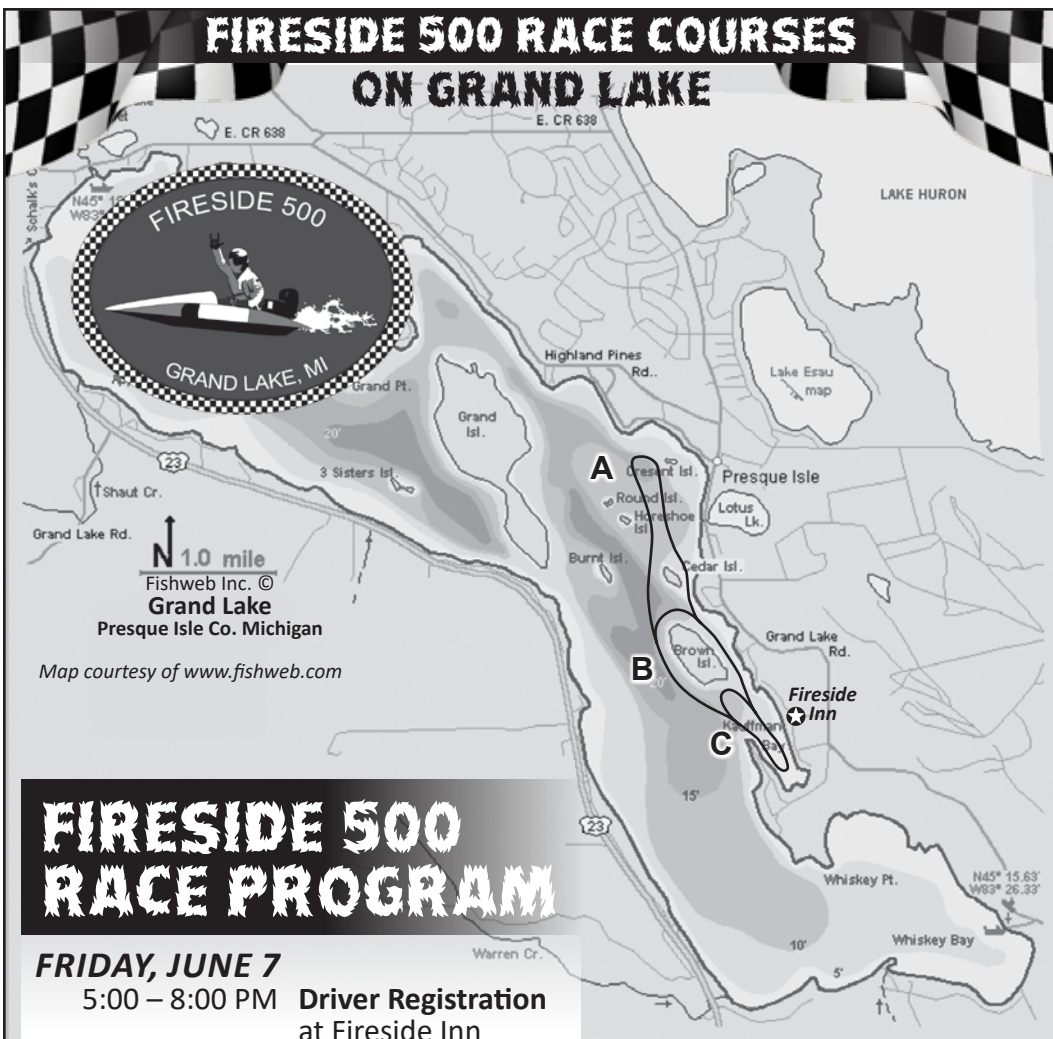 FIRESIDE 500 RACE COURSES
ON GRAND LAKE
E. CR 638
E. CR 638
LAKE HURON
N45°
W83°
FIRESIDE 500
GRAND LAKE, MI
Highland Pines
Rd..
Lake Esau
map
Grand Pt.
Grand
Isl.
20'
23
3 Sisters Isl.
A
Cresent Isl.
Presque Isle
Shaut Cr.
Round Isl.
Horeshoe
Isl
Lotus
Lk.
Grand Lake Rd.
N 1.0 mile
Fishweb Inc. ©
Grand Lake
Presque Isle Co. Michigan
Map courtesy of www.fishweb.com
Burnt Isl.
Cedar Isl.
Grand Lake
Rd.
Brown
Isl.
B
20'
Fireside
Inn
Kauffman
Bay
C
15'
23
FIRESIDE 500
RACE PROGRAM
Whiskey Pt.
N45° 15.63'
W83° 26.33'
Whiskey Bay
10'
5'
Warren Cr.
FRIDAY, JUNE 7
5:00 – 8:00 PM Driver Registration
at Fireside Inn